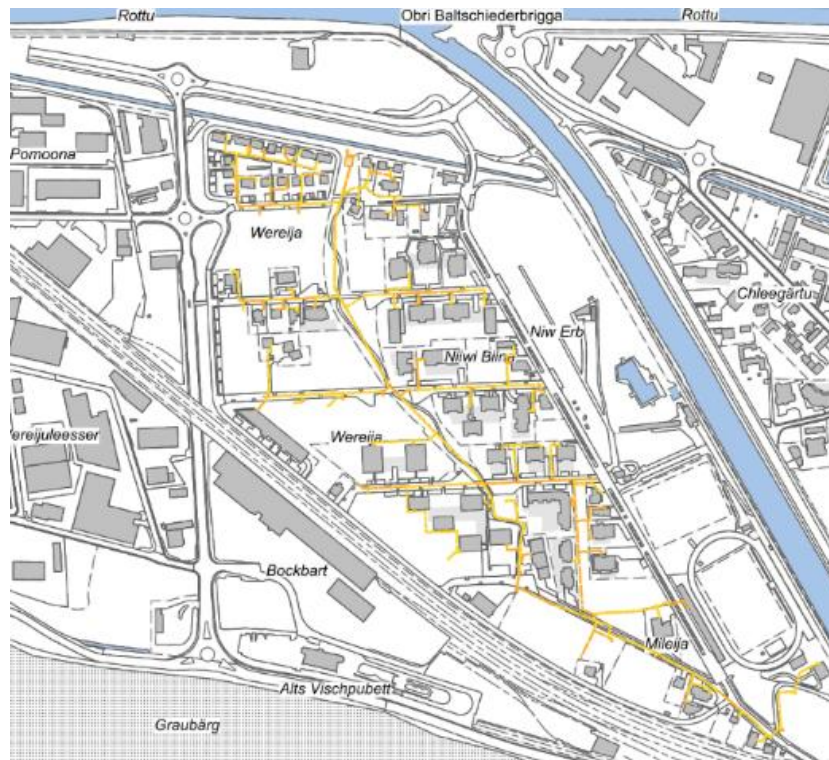 Rottu
Obri Baltschiederbrigga
Rottu
Pomoona
Wereija
Chleegärtu
Niw Erb
Niiwi Biina
Wereija
ereijuleesser
Bockbart
Mileija
Alts Vischpubett
Graubärg